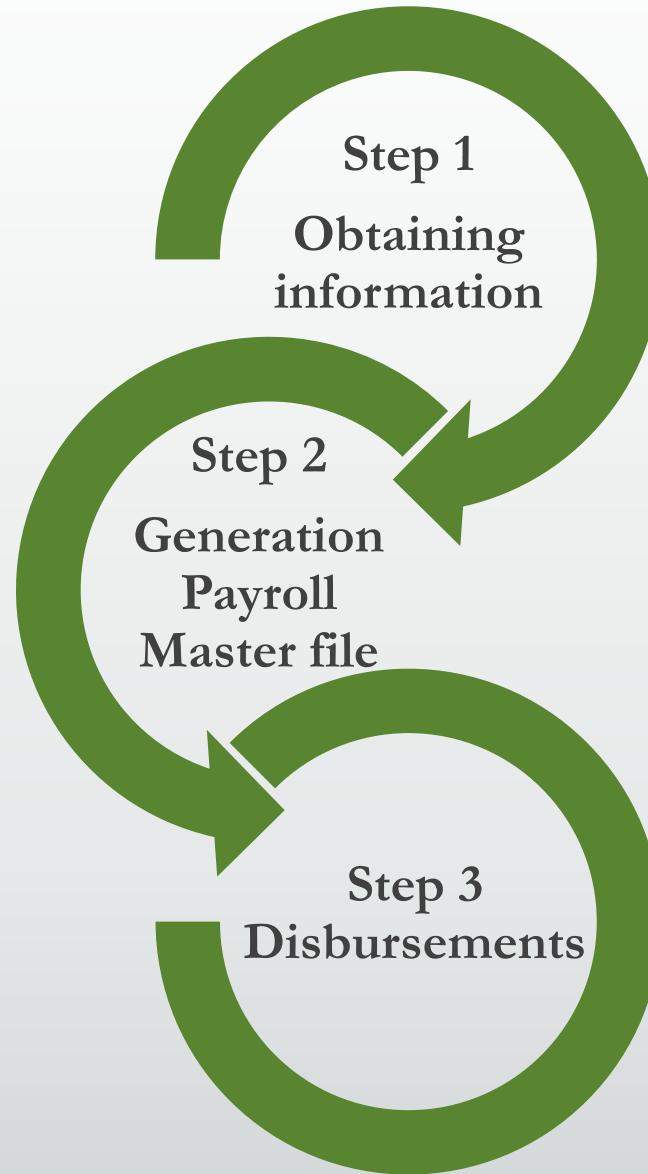 Step 1
Obtaining
information
Step 2
Generation
Payroll
Master file
Step 3
Disbursements